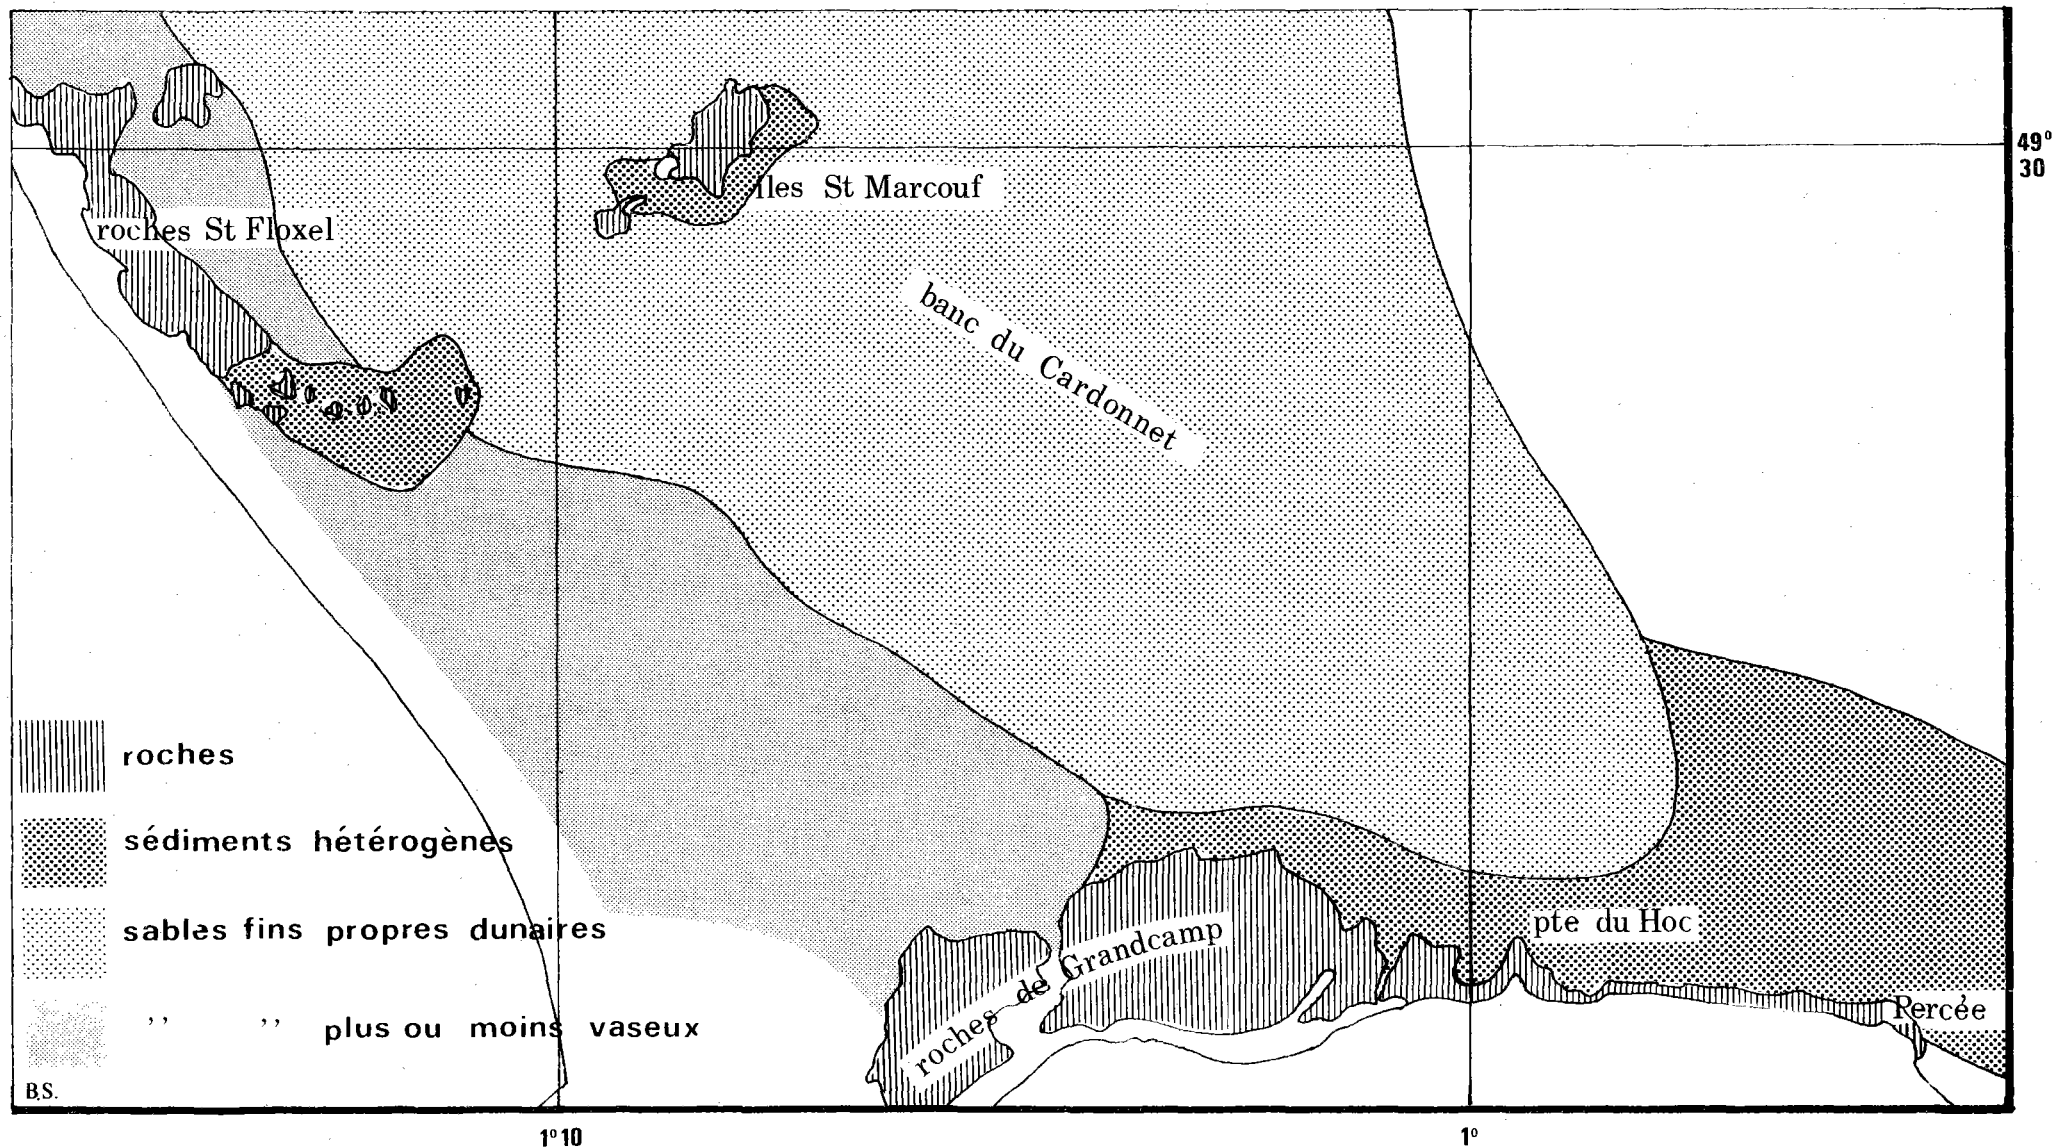 49°
30
Iles St Marcouf
roches St Floxel
banc du Cardonnet
roches
sédiments hétérogènes
sables fins propres dunaires
,, ,, plus ou moins vaseux
pte du Hoc
roches de Grandcamp
Percée
B.S.
1° 10
1°